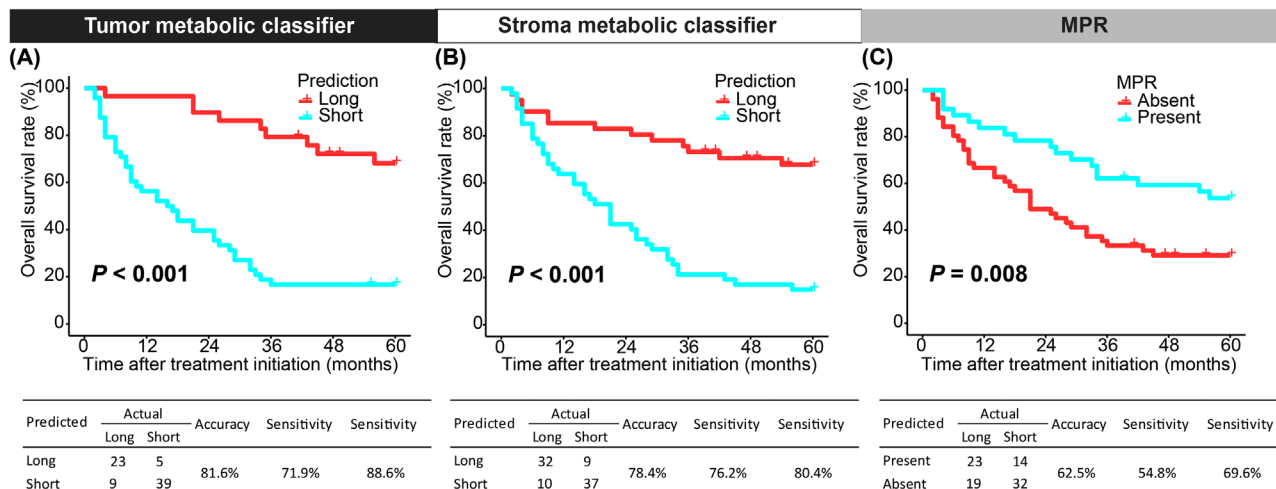 Tumor metabolic classifier
Stroma metabolic classifier
MPR
(A)
Overall survival rate (%)
100
80
60
40
20
0
Prediction
Long
Short
P < 0.001
0 12 24 36 48 60
Time after treatment initiation (months)
Predicted Actual Accuracy Sensitivity Sensitivity
Long Short
Long 23 5
81.6% 71.9% 88.6%
Short 9 39
(B)
Overall survival rate (%)
100
80
60
40
20
0
Prediction
Long
Short
P < 0.001
0 12 24 36 48 60
Time after treatment initiation (months)
Predicted Actual Accuracy Sensitivity Sensitivity
Long Short
Long 32 9
78.4% 76.2% 80.4%
Short 10 37
(C)
Overall survival rate (%)
100
80
60
40
20
0
MPR
Absent
Present
P = 0.008
0 12 24 36 48 60
Time after treatment initiation (months)
Predicted Actual Accuracy Sensitivity Sensitivity
Long Short
Present 23 14
62.5% 54.8% 69.6%
Absent 19 32